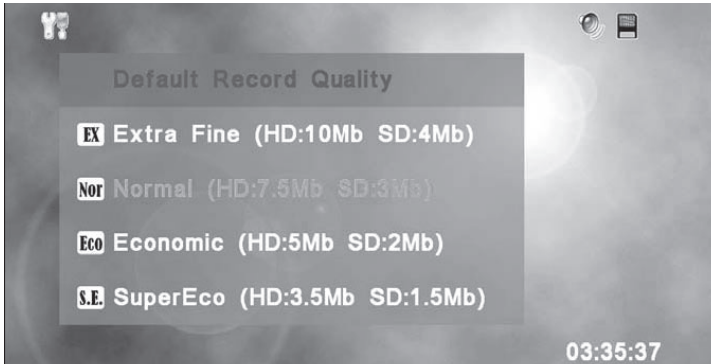 Default Record Quality
EX Extra Fine (HD:10Mb SD:4Mb)
Nor Normal (HD:7.5Mb SD:3Mb)
Eco Economic (HD:5Mb SD:2Mb)
S.E. SuperEco (HD:3.5Mb SD:1.5Mb)
03:35:37